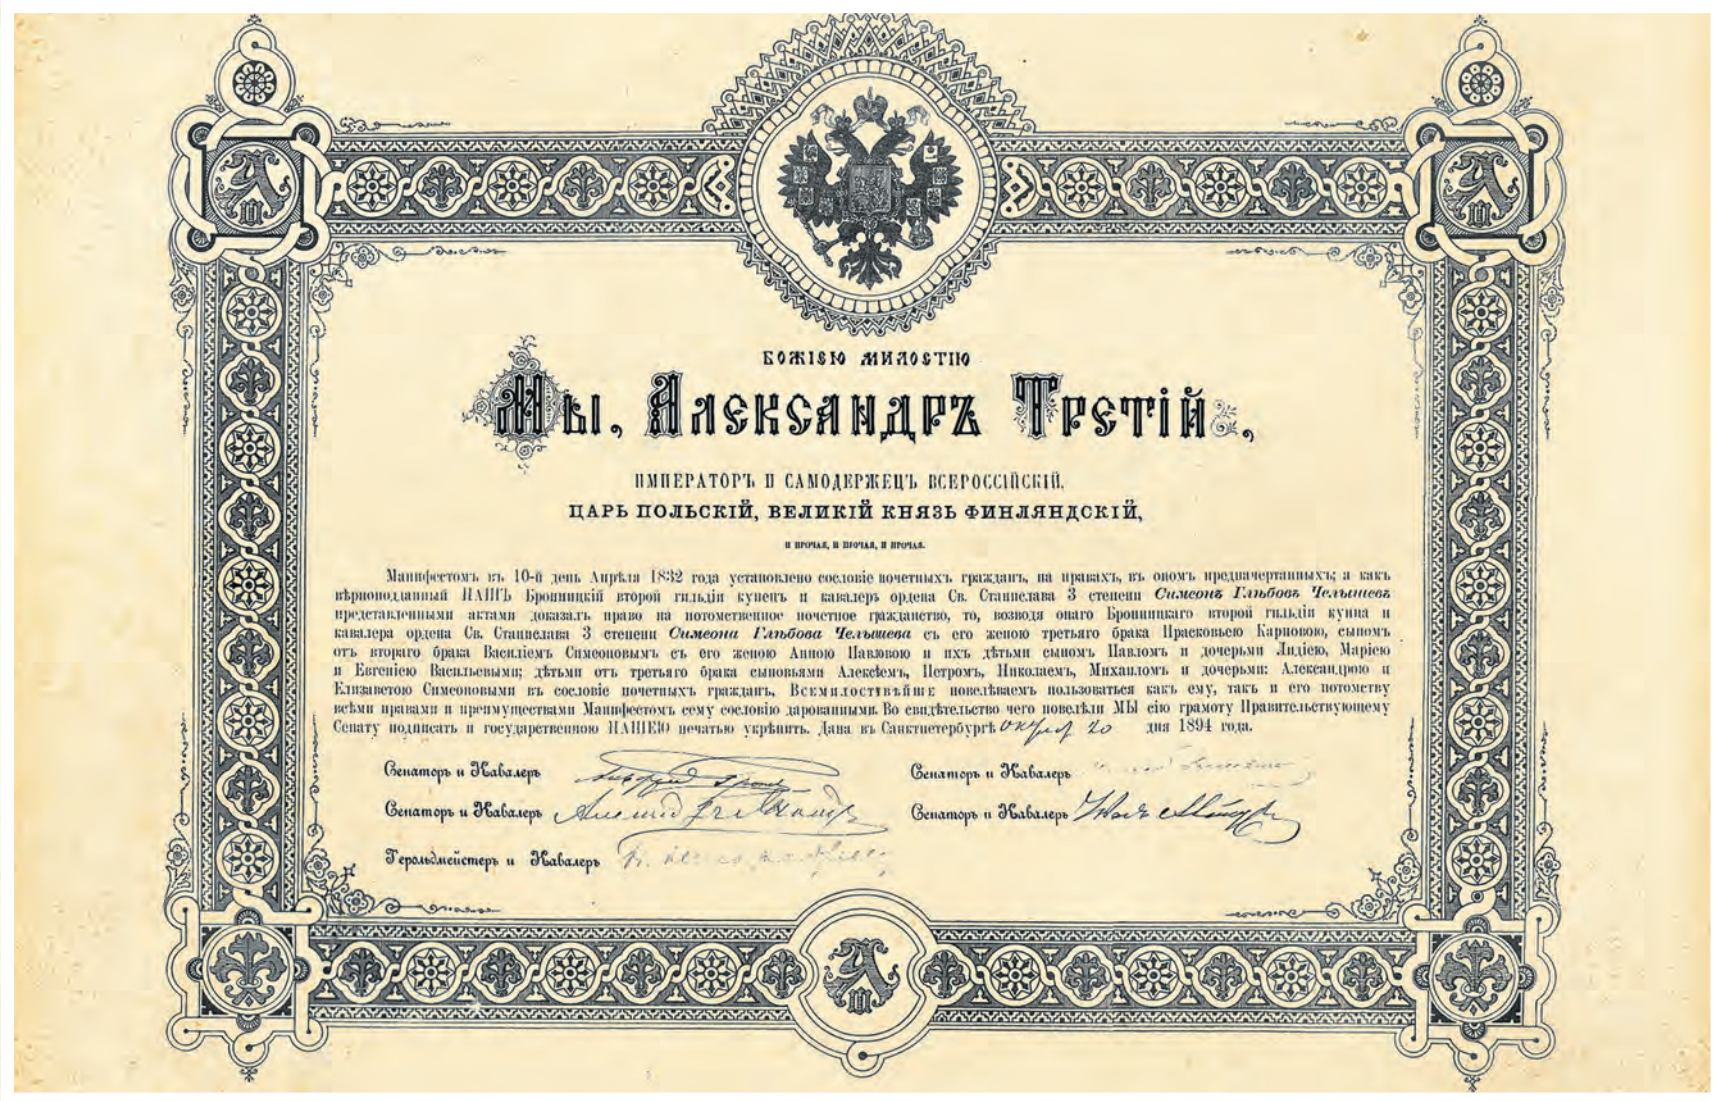 БОЖІЕЮ МИЛОСТІЮ
МЫ, АЛЕКСАНДРЪ ТРЕТІЙ,
ИМПЕРАТОРЪ И САМОДЕРЖЕЦЪ ВСЕРОССІЙСКІЙ,
ЦАРЬ ПОЛЬСКІЙ, ВЕЛИКІЙ КНЯЗЬ ФИНЛЯНДСКІЙ,
И ПРОЧАЯ, И ПРОЧАЯ, И ПРОЧАЯ.
Манифестомъ въ 10-й день Апрѣля 1832 года установлено сословіе почетныхъ гражданъ, на правахъ, въ ономъ предначертанныхъ; а какъ
вѣрноподданный НАШЪ Бронницкій второй гильдіи купецъ и кавалеръ ордена Св. Станислава 3 степени Симеонъ Глѣбовъ Челышевъ
представленными актами доказалъ право на потомственное почетное гражданство, то, возводя онаго Бронницкаго второй гильдіи купца и
кавалера ордена Св. Станислава 3 степени Симеона Глѣбова Челышева съ его женою третьяго брака Прасковьею Карповою, сыномъ
отъ втораго брака Василіемъ Симеоновымъ съ его женою Анною Павловою и ихъ дѣтьми сыномъ Павломъ и дочерьми Лидіею, Маріею
и Евгеніею Васильевыми; дѣтьми отъ третьяго брака сыновьями Алексѣемъ, Петромъ, Николаемъ, Михаиломъ и дочерьми: Александрою и
Елизаветою Симеоновыми въ сословіе почетныхъ гражданъ, Всемилостивѣйше повелѣваемъ пользоваться какъ ему, такъ и его потомству
всѣми правами и преимуществами Манифестомъ сему сословію дарованными. Во свидѣтельство чего повелѣли МЫ сію грамоту Правительствующему
Сенату подписать и государственною НАШЕЮ печатью укрѣпить. Дана въ Санктпетербургѣ 20 дня 1894 года.
Сенаторъ и Кавалеръ
Сенаторъ и Кавалеръ
Сенаторъ и Кавалеръ
Сенаторъ и Кавалеръ
Герольдмейстеръ и Кавалеръ